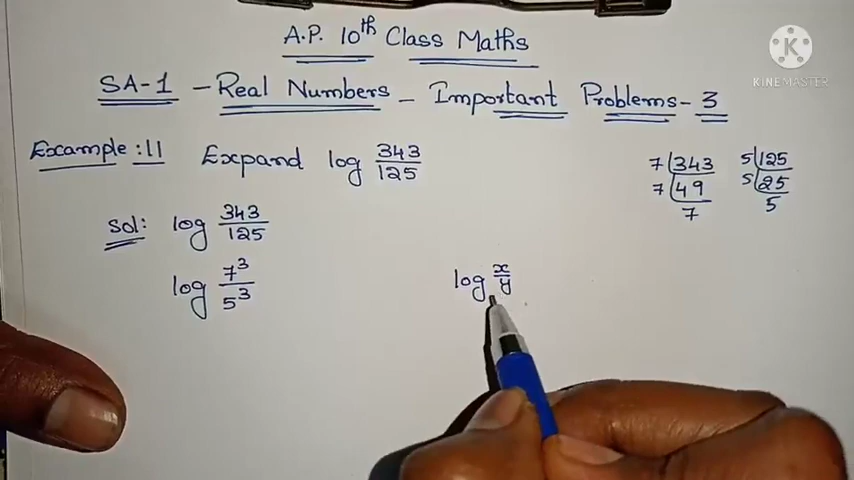 A.P. 10th Class Maths
SA-1 - Real Numbers - Important Problems - 3
Example : 11 Expand log 343/125
7 | 343
7 | 49
7
5 | 125
5 | 25
5
Sol: log 343/125
log 7³/5³
log x/y
K
KINEMASTER